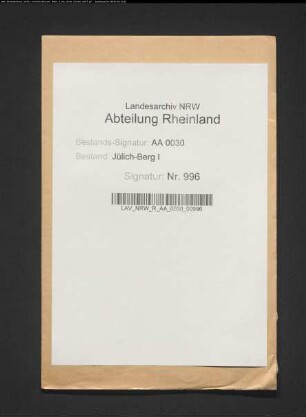 Landesarchiv NRW
Abteilung Rheinland
Bestands-Signatur: AA 0030
Bestand: Jülich-Berg I
Signatur: Nr. 996
LAV_NRW_R_AA_0030_00996